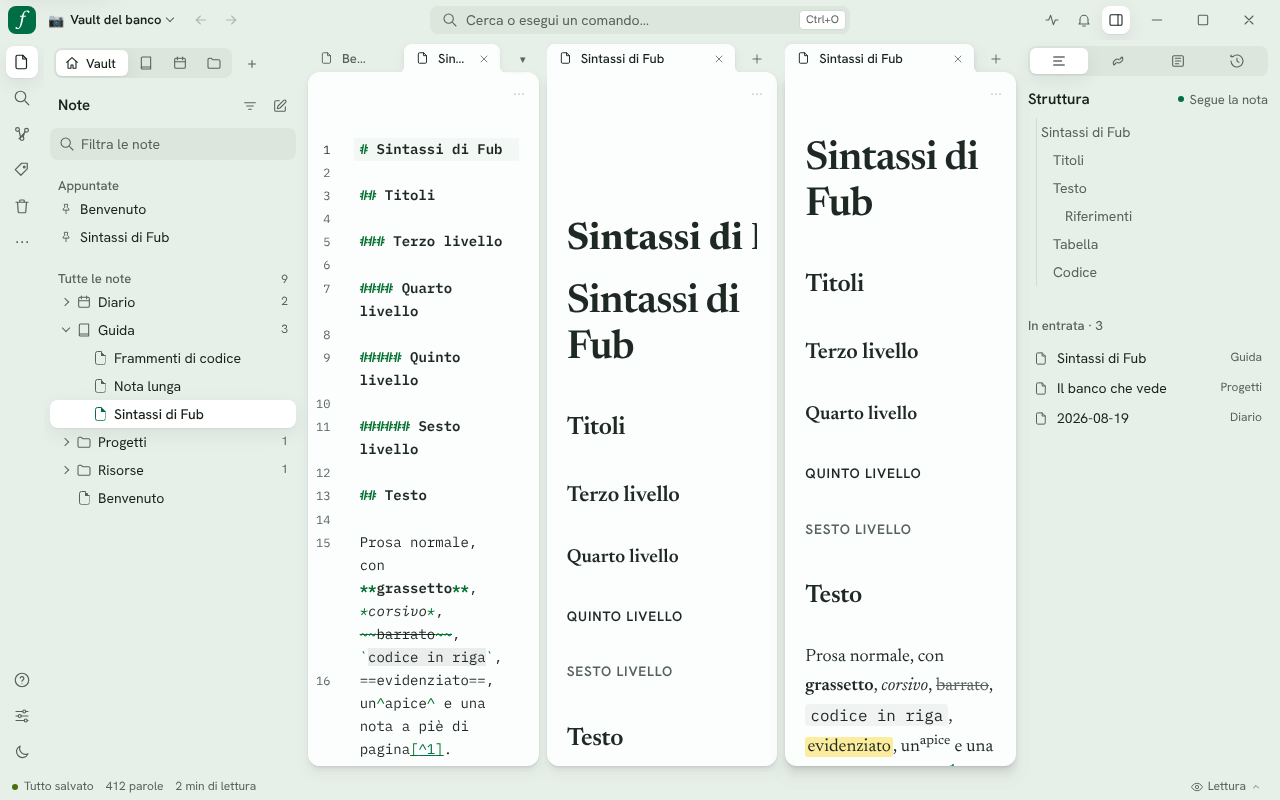 Vault del banco
Cerca o esegui un comando…
Ctrl+O
Vault
Note
Filtra le note
Appuntate
Benvenuto
Sintassi di Fub
Tutte le note 9
Diario 2
Guida 3
Frammenti di codice
Nota lunga
Sintassi di Fub
Progetti 1
Risorse 1
Benvenuto
Be…
Sin…
1 # Sintassi di Fub
2
3 ## Titoli
4
5 ### Terzo livello
6
7 #### Quarto
livello
8
9 ##### Quinto
livello
10
11 ###### Sesto
livello
12
13 ## Testo
14
15 Prosa normale,
con
**grassetto**,
*corsivo*,
~~barrato~~,
`codice in riga`,
16 ==evidenziato==,
un^apice^ e una
nota a piè di
pagina[^1].
Sintassi di Fub
Sintassi di
Sintassi di
Fub
Titoli
Terzo livello
Quarto livello
QUINTO LIVELLO
SESTO LIVELLO
Testo
Sintassi di Fub
Sintassi di
Fub
Titoli
Terzo livello
Quarto livello
QUINTO LIVELLO
SESTO LIVELLO
Testo
Prosa normale, con
grassetto, corsivo, barrato,
codice in riga,
evidenziato, unapice e una
Struttura
Segue la nota
Sintassi di Fub
Titoli
Testo
Riferimenti
Tabella
Codice
In entrata · 3
Sintassi di Fub Guida
Il banco che vede Progetti
2026-08-19 Diario
Tutto salvato 412 parole 2 min di lettura
Lettura